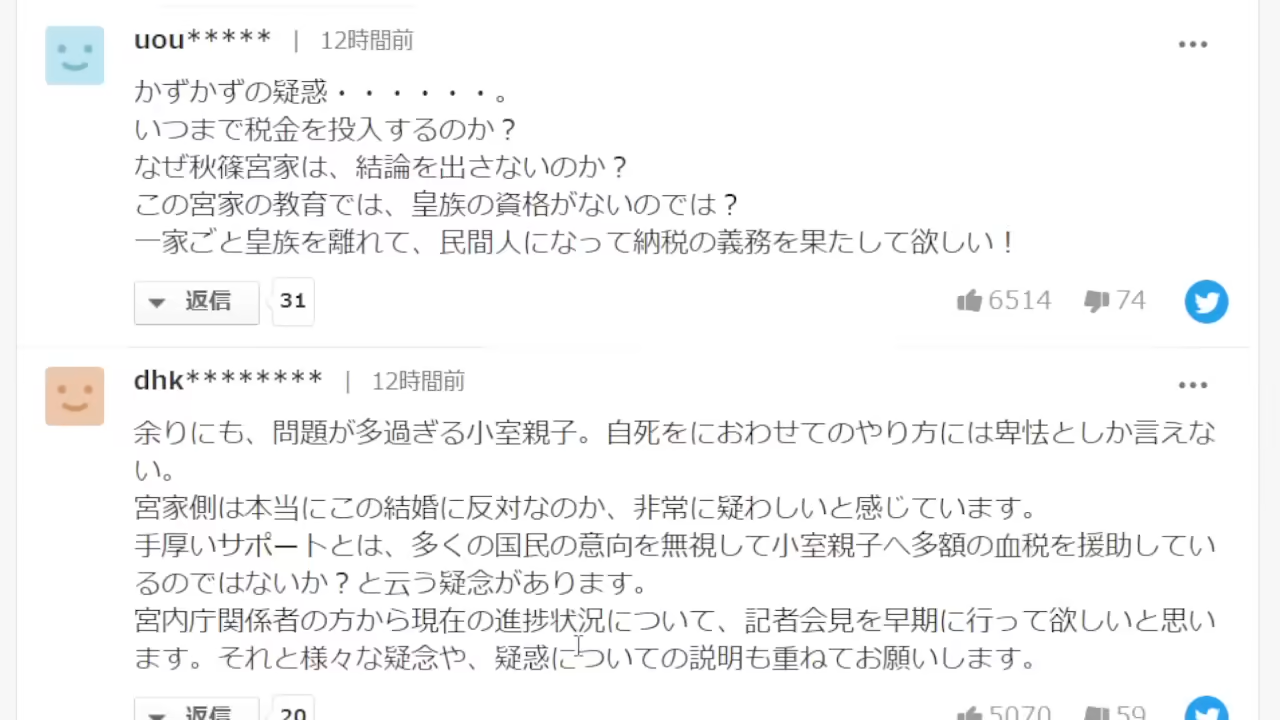 uou***** | 12時間前
かずかずの疑惑・・・・・・。
いつまで税金を投入するのか？
なぜ秋篠宮家は、結論を出さないのか？
この宮家の教育では、皇族の資格がないのでは？
一家ごと皇族を離れて、民間人になって納税の義務を果たして欲しい！
返信 31 6514 74
dhk******** | 12時間前
余りにも、問題が多過ぎる小室親子。自死をにおわせてのやり方には卑怯としか言えな
い。
宮家側は本当にこの結婚に反対なのか、非常に疑わしいと感じています。
手厚いサポートとは、多くの国民の意向を無視して小室親子へ多額の血税を援助してい
るのではないか？と云う疑念があります。
宮内庁関係者の方から現在の進捗状況について、記者会見を早期に行って欲しいと思い
ます。それと様々な疑念や、疑惑についての説明も重ねてお願いします。
返信 20 5070 59